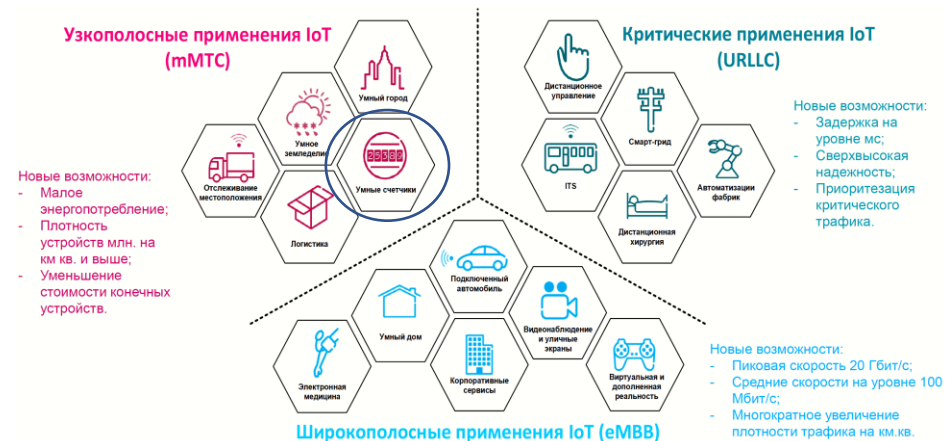 Узкополосные применения IoT
(mMTC)
Критические применения IoT
(URLLC)
Умный город
Умное
земледелие
Умные счетчики
Отслеживание
местоположения
Логистика
Новые возможности:
- Малое
энергопотребление;
- Плотность
устройств млн. на
км кв. и выше;
- Уменьшение
стоимости конечных
устройств.
Дистанционное
управление
Смарт-грид
ITS
Автоматизации
фабрик
Дистанционная
хирургия
Новые возможности:
- Задержка на
уровне мс;
- Сверхвысокая
надежность;
- Приоритезация
критического
трафика.
Подключенный
автомобиль
Умный дом
Видеонаблюдение
и уличные
экраны
Электронная
медицина
Корпоративные
сервисы
Виртуальная и
дополненная
реальность
Новые возможности:
- Пиковая скорость 20 Гбит/с;
- Средние скорости на уровне 100
Мбит/с;
- Многократное увеличение
плотности трафика на км.кв.
Широкополосные применения IoT (eMBB)